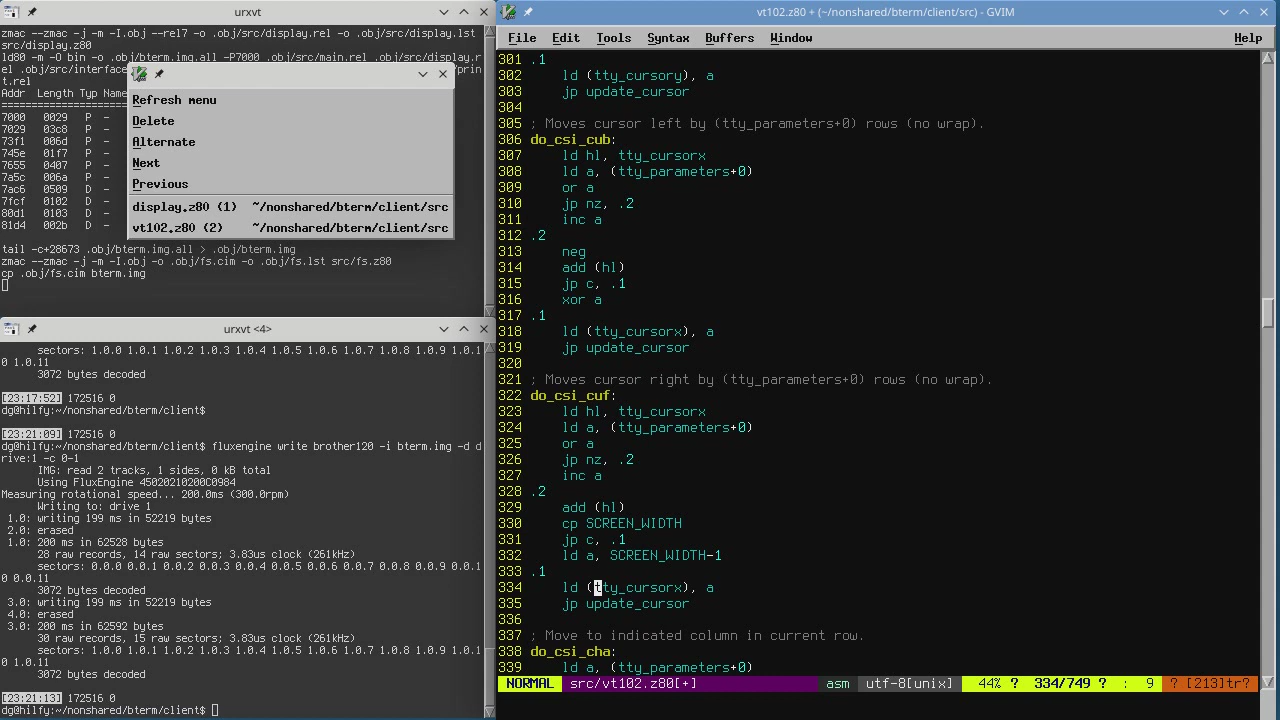 urxvt
zmac --zmac -j -m -I.obj --rel7 -o .obj/src/display.rel -o .obj/src/display.lst
src/display.z80
ld80 -m -O bin -o .obj/bterm.img.all -P7000 .obj/src/main.rel .obj/src/display.r
el .obj/src/interfac
t.rel
Addr  Length Typ Name
7000   0029   P  –
7029   03c8   P  –
73f1   006d   P  –
745e   01f7   P  –
7655   0407   P  –
7a5c   006a   P  –
7ac6   0509   D  –
7fcf   0102   D  –
80d1   0103   D  –
81d4   002b   D  –
tail -c+28673 .obj/bterm.img.all > .obj/bterm.img
zmac --zmac -j -m -I.obj -o .obj/fs.cim -o .obj/fs.lst src/fs.z80
cp .obj/fs.cim bterm.img
/prin
Refresh menu
Delete
Alternate
Next
Previous
display.z80 (1)  ~/nonshared/bterm/client/src
vt102.z80 (2)    ~/nonshared/bterm/client/src
urxvt <4>
sectors: 1.0.0 1.0.1 1.0.2 1.0.3 1.0.4 1.0.5 1.0.6 1.0.7 1.0.8 1.0.9 1.0.1
0 1.0.11
3072 bytes decoded
[23:17:52] 172516 0
dg@hilfy:~/nonshared/bterm/client$
[23:21:09] 172516 0
dg@hilfy:~/nonshared/bterm/client$ fluxengine write brother120 -i bterm.img -d d
rive:1 -c 0-1
IMG: read 2 tracks, 1 sides, 0 kB total
Using FluxEngine 45020210200C0984
Measuring rotational speed... 200.0ms (300.0rpm)
Writing to: drive 1
1.0: writing 199 ms in 52219 bytes
2.0: erased
1.0: 200 ms in 62528 bytes
28 raw records, 14 raw sectors; 3.83us clock (261kHz)
sectors: 0.0.0 0.0.1 0.0.2 0.0.3 0.0.4 0.0.5 0.0.6 0.0.7 0.0.8 0.0.9 0.0.1
0 0.0.11
3072 bytes decoded
3.0: writing 199 ms in 52219 bytes
4.0: erased
3.0: 200 ms in 62592 bytes
30 raw records, 15 raw sectors; 3.83us clock (261kHz)
sectors: 1.0.0 1.0.1 1.0.2 1.0.3 1.0.4 1.0.5 1.0.6 1.0.7 1.0.8 1.0.9 1.0.1
0 1.0.11
3072 bytes decoded
[23:21:13] 172516 0
dg@hilfy:~/nonshared/bterm/client$
vt102.z80 + (~/nonshared/bterm/client/src) - GVIM
File  Edit  Tools  Syntax  Buffers  Window  Help
301 .1
302     ld (tty_cursory), a
303     jp update_cursor
304
305 ; Moves cursor left by (tty_parameters+0) rows (no wrap).
306 do_csi_cub:
307     ld hl, tty_cursorx
308     ld a, (tty_parameters+0)
309     or a
310     jp nz, .2
311     inc a
312 .2
313     neg
314     add (hl)
315     jp c, .1
316     xor a
317 .1
318     ld (tty_cursorx), a
319     jp update_cursor
320
321 ; Moves cursor right by (tty_parameters+0) rows (no wrap).
322 do_csi_cuf:
323     ld hl, tty_cursorx
324     ld a, (tty_parameters+0)
325     or a
326     jp nz, .2
327     inc a
328 .2
329     add (hl)
330     cp SCREEN_WIDTH
331     jp c, .1
332     ld a, SCREEN_WIDTH-1
333 .1
334     ld (tty_cursorx), a
335     jp update_cursor
336
337 ; Move to indicated column in current row.
338 do_csi_cha:
339     ld a, (tty_parameters+0)
NORMAL  src/vt102.z80[+]  asm  utf-8[unix]  44% ?  334/749 ?  :  9  ? [213]tr?